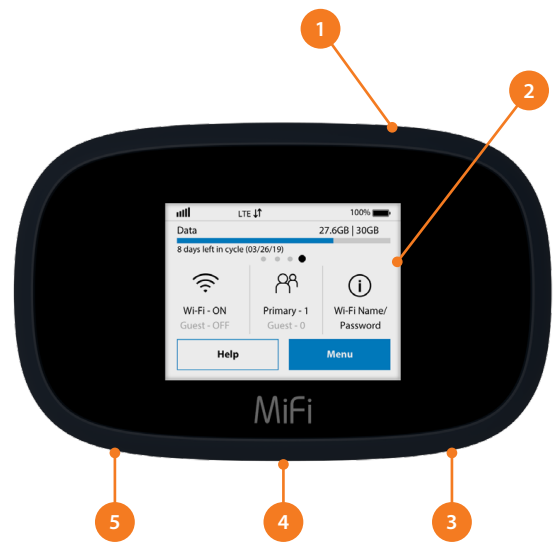 1
2
LTE 100%
Data 27.6GB | 30GB
8 days left in cycle (03/26/19)
Wi-Fi - ON Primary - 1 Wi-Fi Name/
Guest - OFF Guest - 0 Password
Help Menu
MiFi
5 4 3